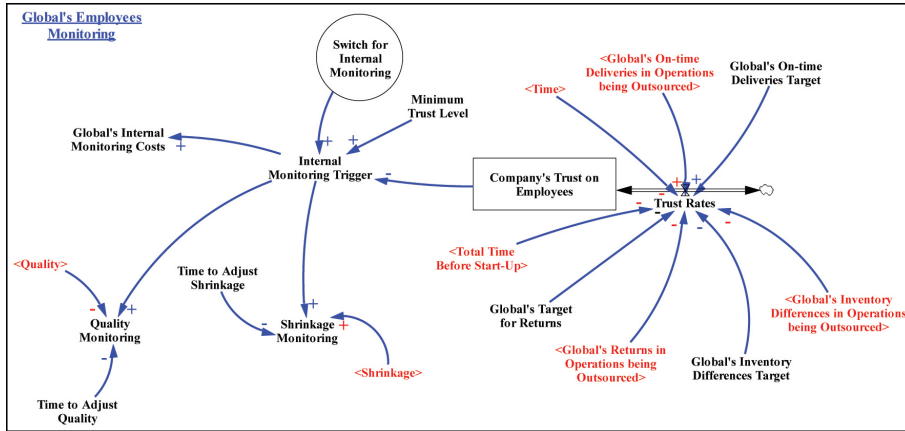 Global's Employees
Monitoring
Switch for
Internal
Monitoring
<Global's On-time
Deliveries in Operations
being Outsourced>
Global's On-time
Deliveries Target
<Time>
Minimum
Trust Level
Global's Internal
Monitoring Costs
+
+
+
Internal
Monitoring Trigger
-
Company's Trust on
Employees
+
+
-
-
Trust Rates
-
-
-
-
<Total Time
Before Start-Up>
<Quality>
Time to Adjust
Shrinkage
Global's Target
for Returns
<Global's Inventory
Differences in Operations
being Outsourced>
-
+
Quality
Monitoring
-
-
+
+
Shrinkage
Monitoring
<Global's Returns in
Operations being
Outsourced>
Global's Inventory
Differences Target
<Shrinkage>
Time to Adjust
Quality